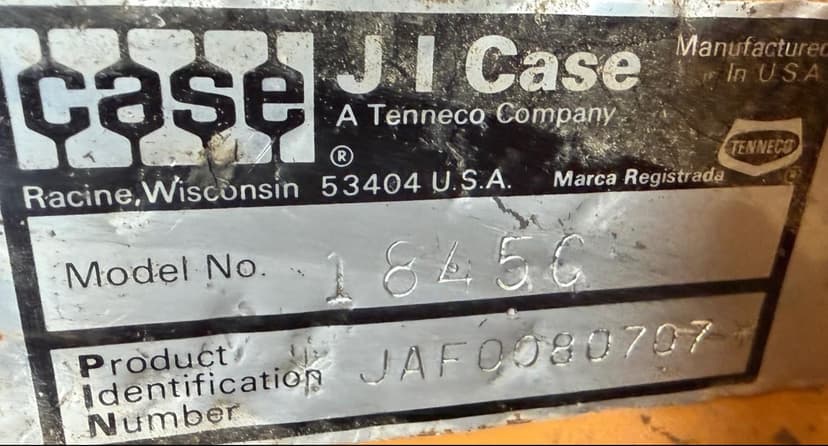 case
J I Case
Manufactured
In U S A
A Tenneco Company
®
TENNECO
®
Racine, Wisconsin 53404 U.S.A. Marca Registrada
Model No. 1845C
Product
Identification
Number
* JAF0080707 *